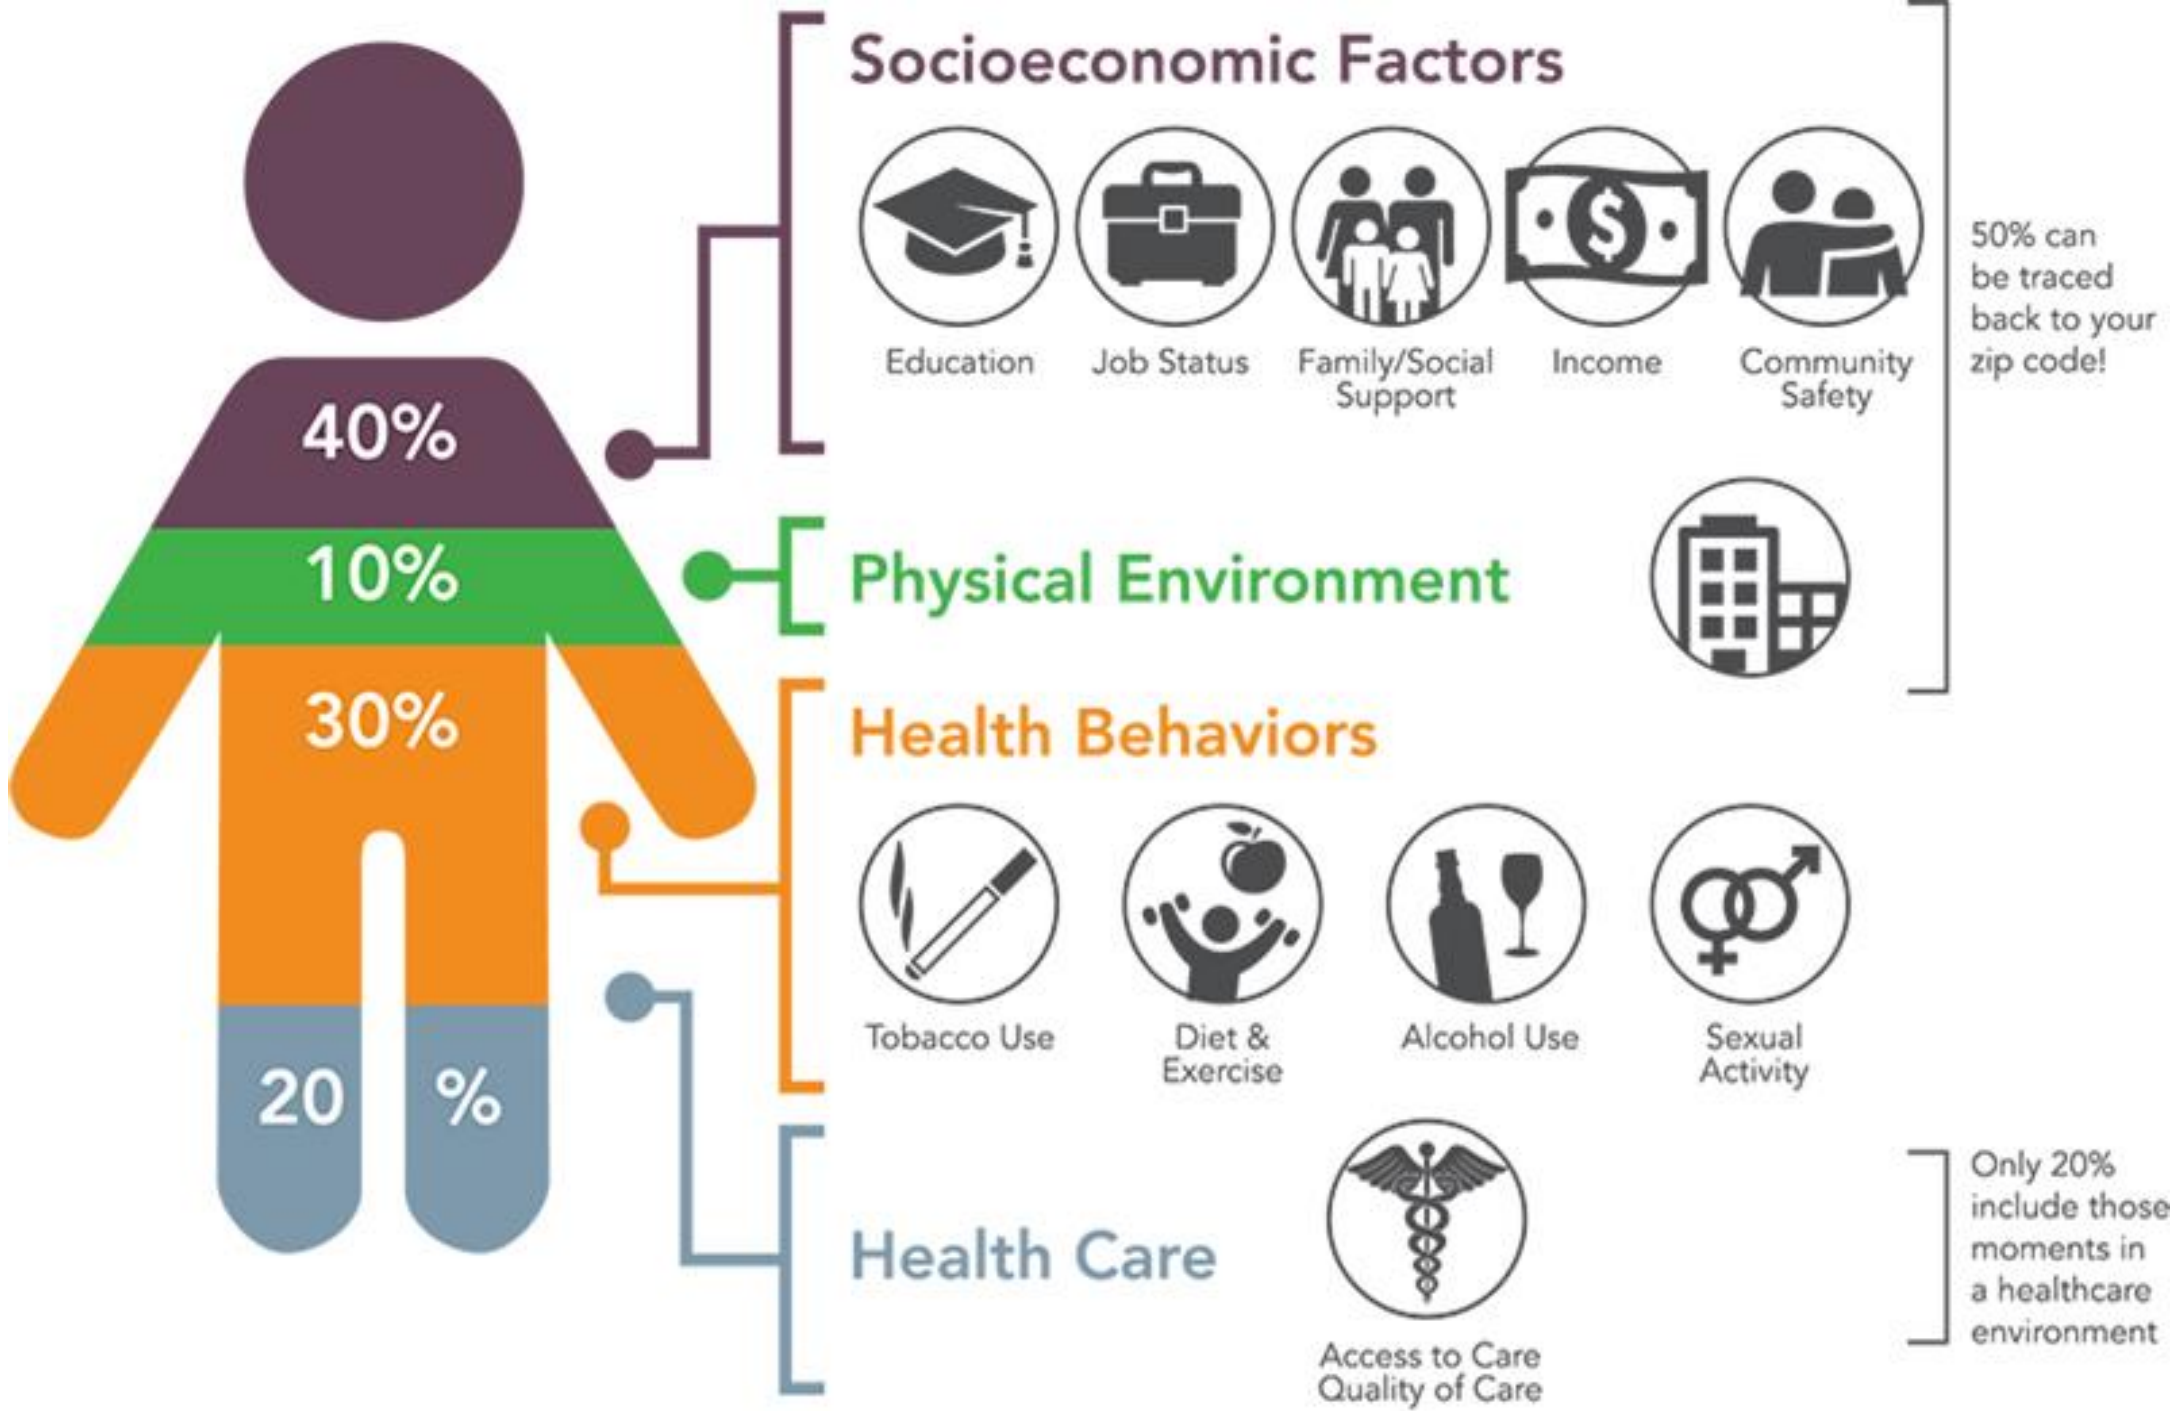 Socioeconomic Factors
Education
Job Status
Family/Social
Support
Income
Community
Safety
50% can
be traced
back to your
zip code!
40%
10%
Physical Environment
30%
Health Behaviors
Tobacco Use
Diet &
Exercise
Alcohol Use
Sexual
Activity
20 %
Health Care
Access to Care
Quality of Care
Only 20%
include those
moments in
a healthcare
environment